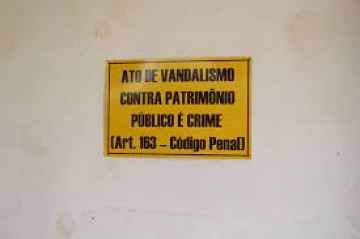 ATO DE VANDALISMO
CONTRA PATRIMÔNIO
PÚBLICO É CRIME
(Art. 163 – Código Penal)